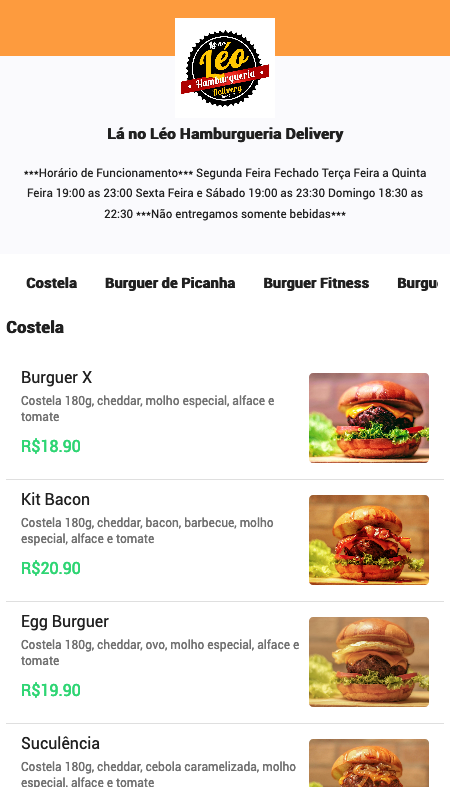 Lá no
Léo
Hamburgueria
Delivery
Lá no Léo Hamburgueria Delivery
***Horário de Funcionamento*** Segunda Feira Fechado Terça Feira a Quinta
Feira 19:00 as 23:00 Sexta Feira e Sábado 19:00 as 23:30 Domingo 18:30 as
22:30 ***Não entregamos somente bebidas***
Costela Burguer de Picanha Burguer Fitness Burgu
Costela
Burguer X
Costela 180g, cheddar, molho especial, alface e
tomate
R$18.90
Kit Bacon
Costela 180g, cheddar, bacon, barbecue, molho
especial, alface e tomate
R$20.90
Egg Burguer
Costela 180g, cheddar, ovo, molho especial, alface e
tomate
R$19.90
Suculência
Costela 180g, cheddar, cebola caramelizada, molho
especial, alface e tomate